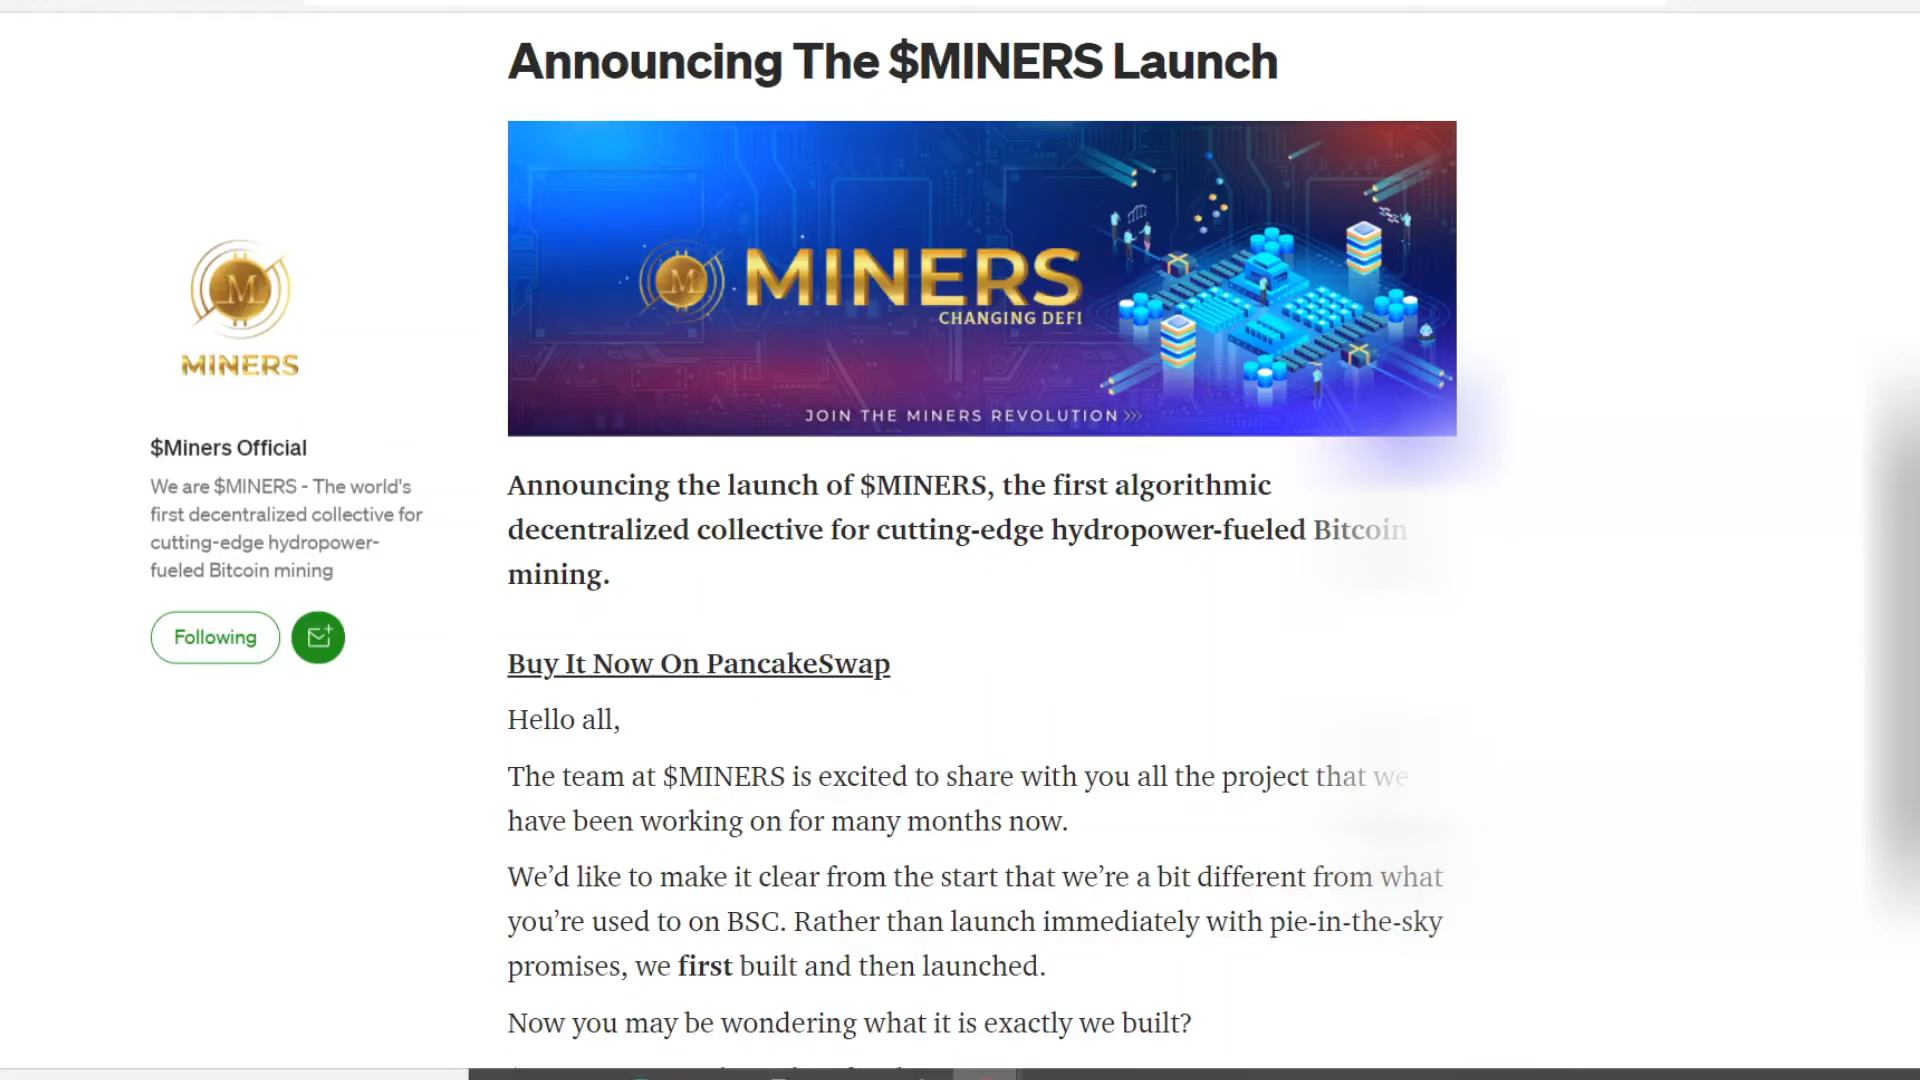 Announcing The $MINERS Launch
M
MINERS
CHANGING DEFI
JOIN THE MINERS REVOLUTION >>>
M
MINERS
$Miners Official
We are $MINERS - The world's
first decentralized collective for
cutting-edge hydropower-
fueled Bitcoin mining
Following
Announcing the launch of $MINERS, the first algorithmic
decentralized collective for cutting-edge hydropower-fueled Bitcoin
mining.
Buy It Now On PancakeSwap
Hello all,
The team at $MINERS is excited to share with you all the project that we
have been working on for many months now.
We’d like to make it clear from the start that we’re a bit different from what
you’re used to on BSC. Rather than launch immediately with pie-in-the-sky
promises, we first built and then launched.
Now you may be wondering what it is exactly we built?